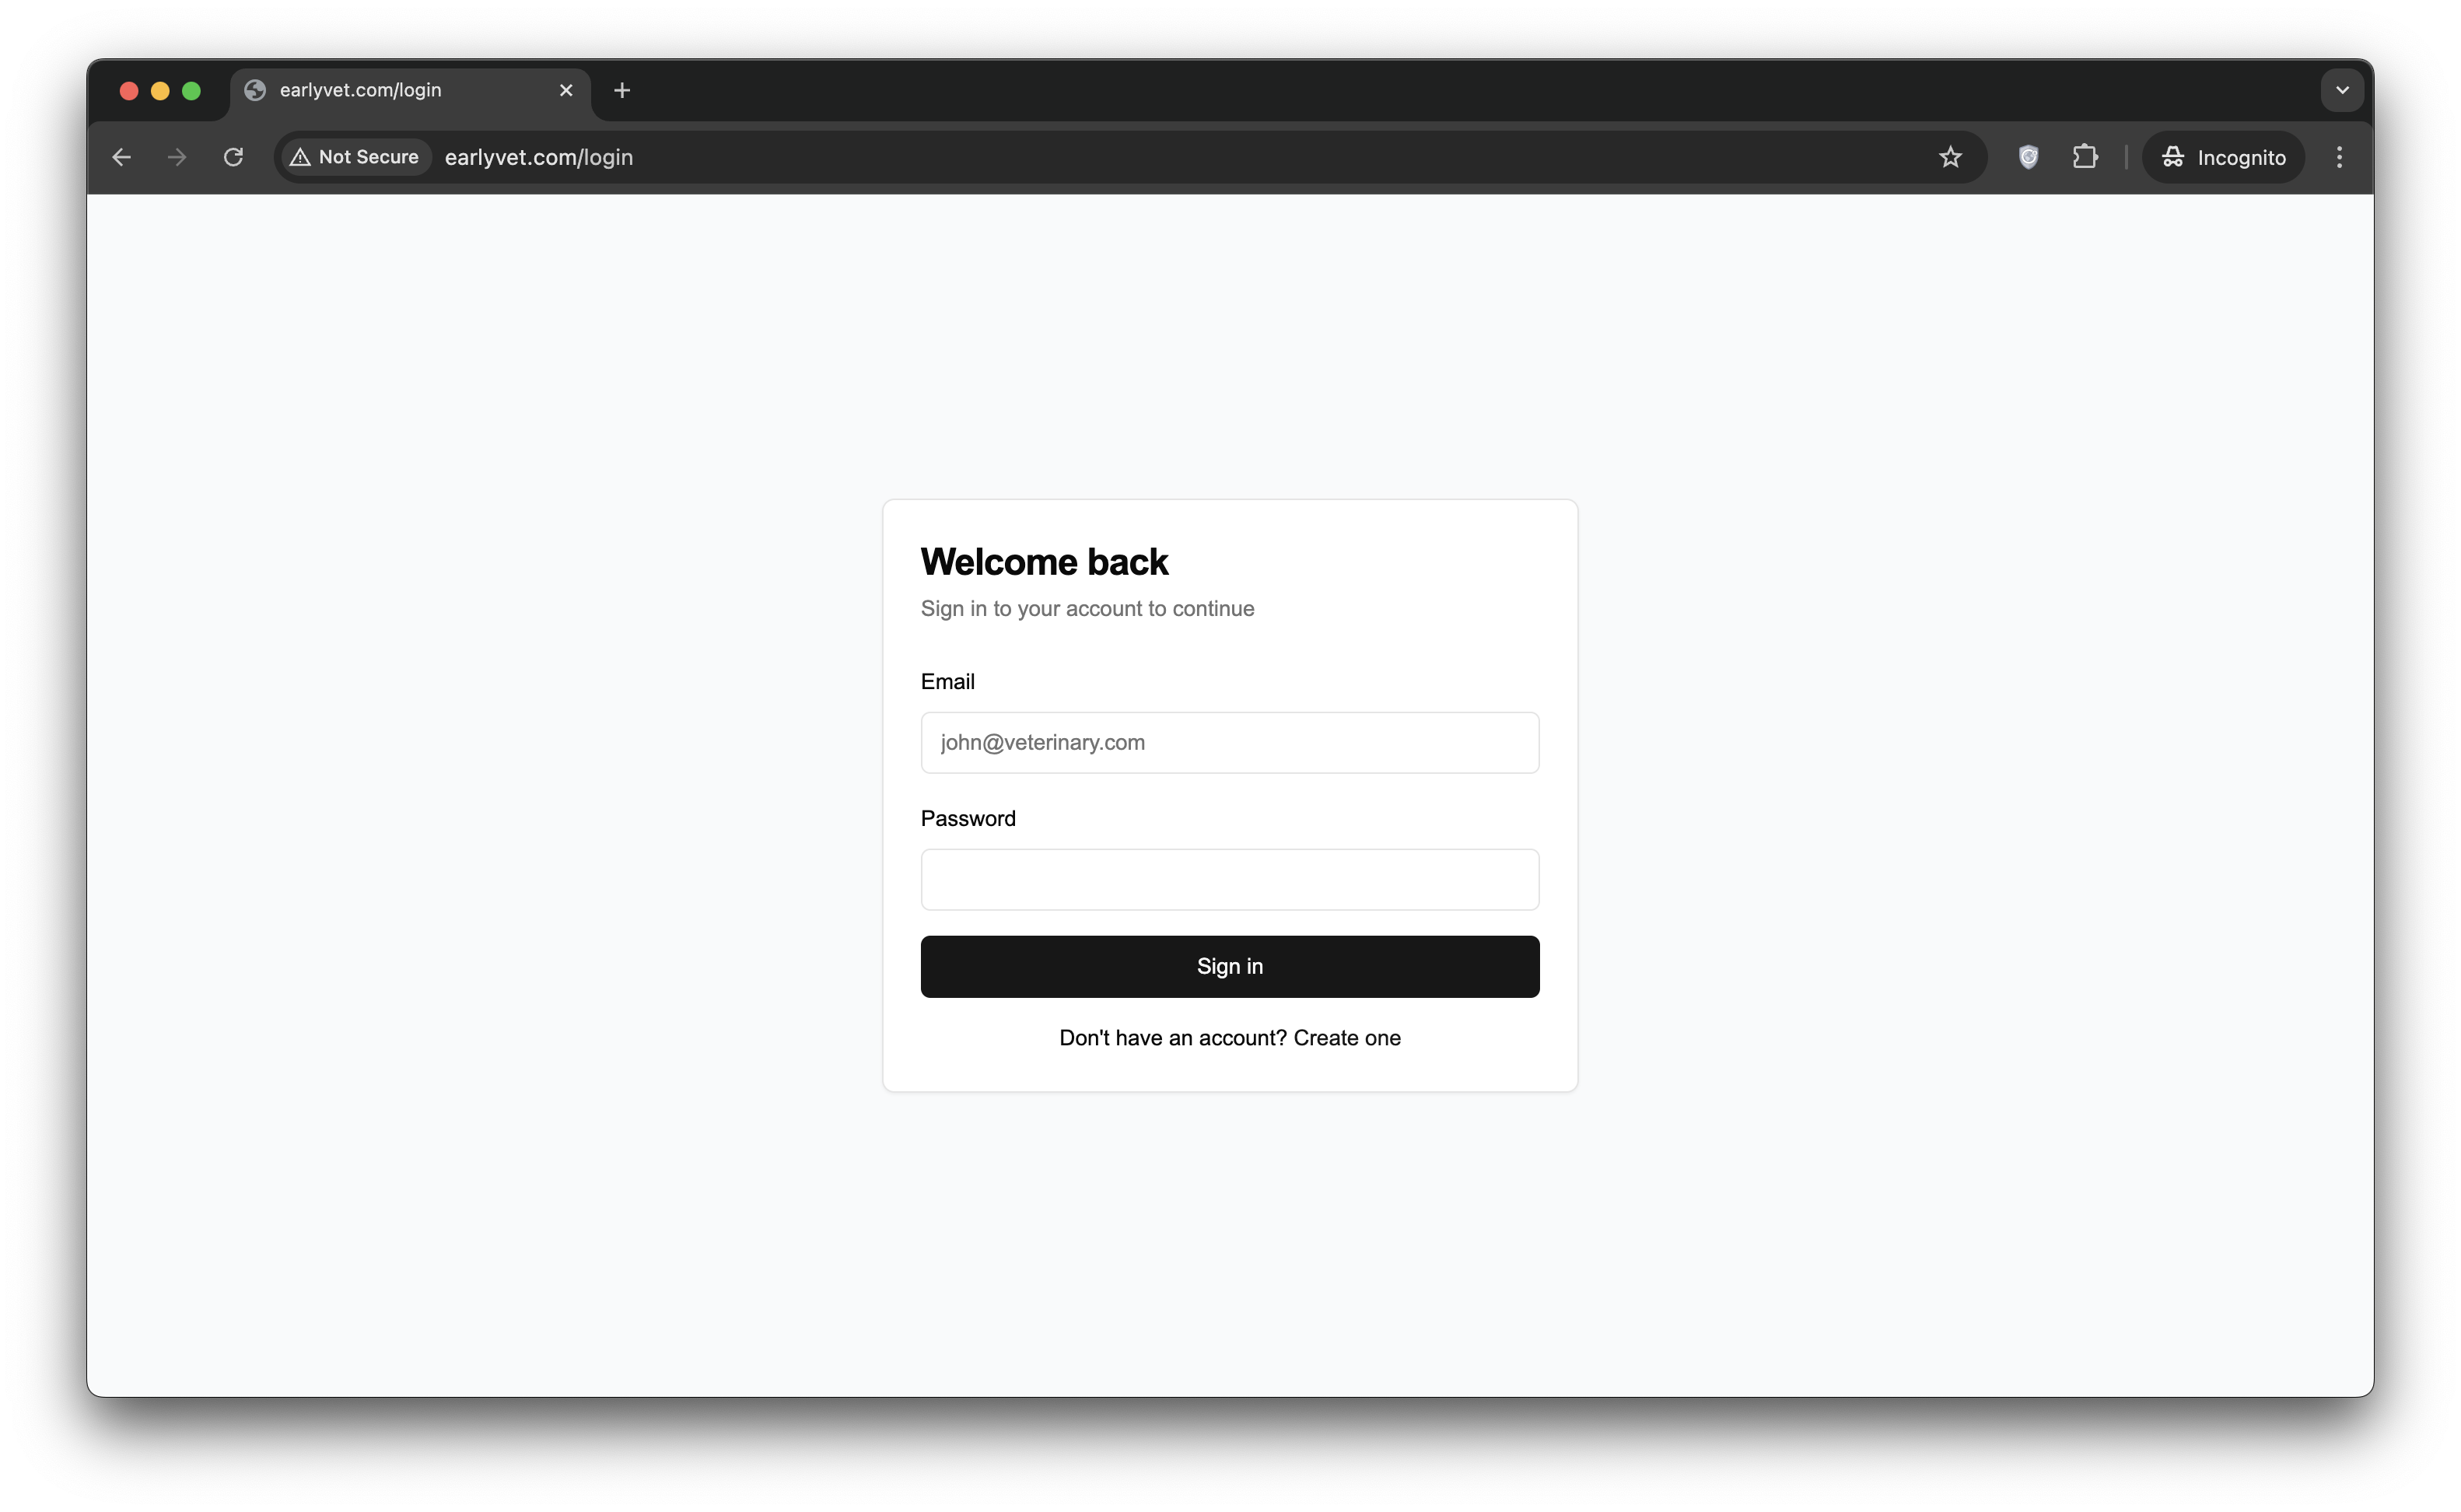 earlyvet.com/login
Not Secure earlyvet.com/login Incognito
Welcome back
Sign in to your account to continue
Email
john@veterinary.com
Password
Sign in
Don't have an account? Create one